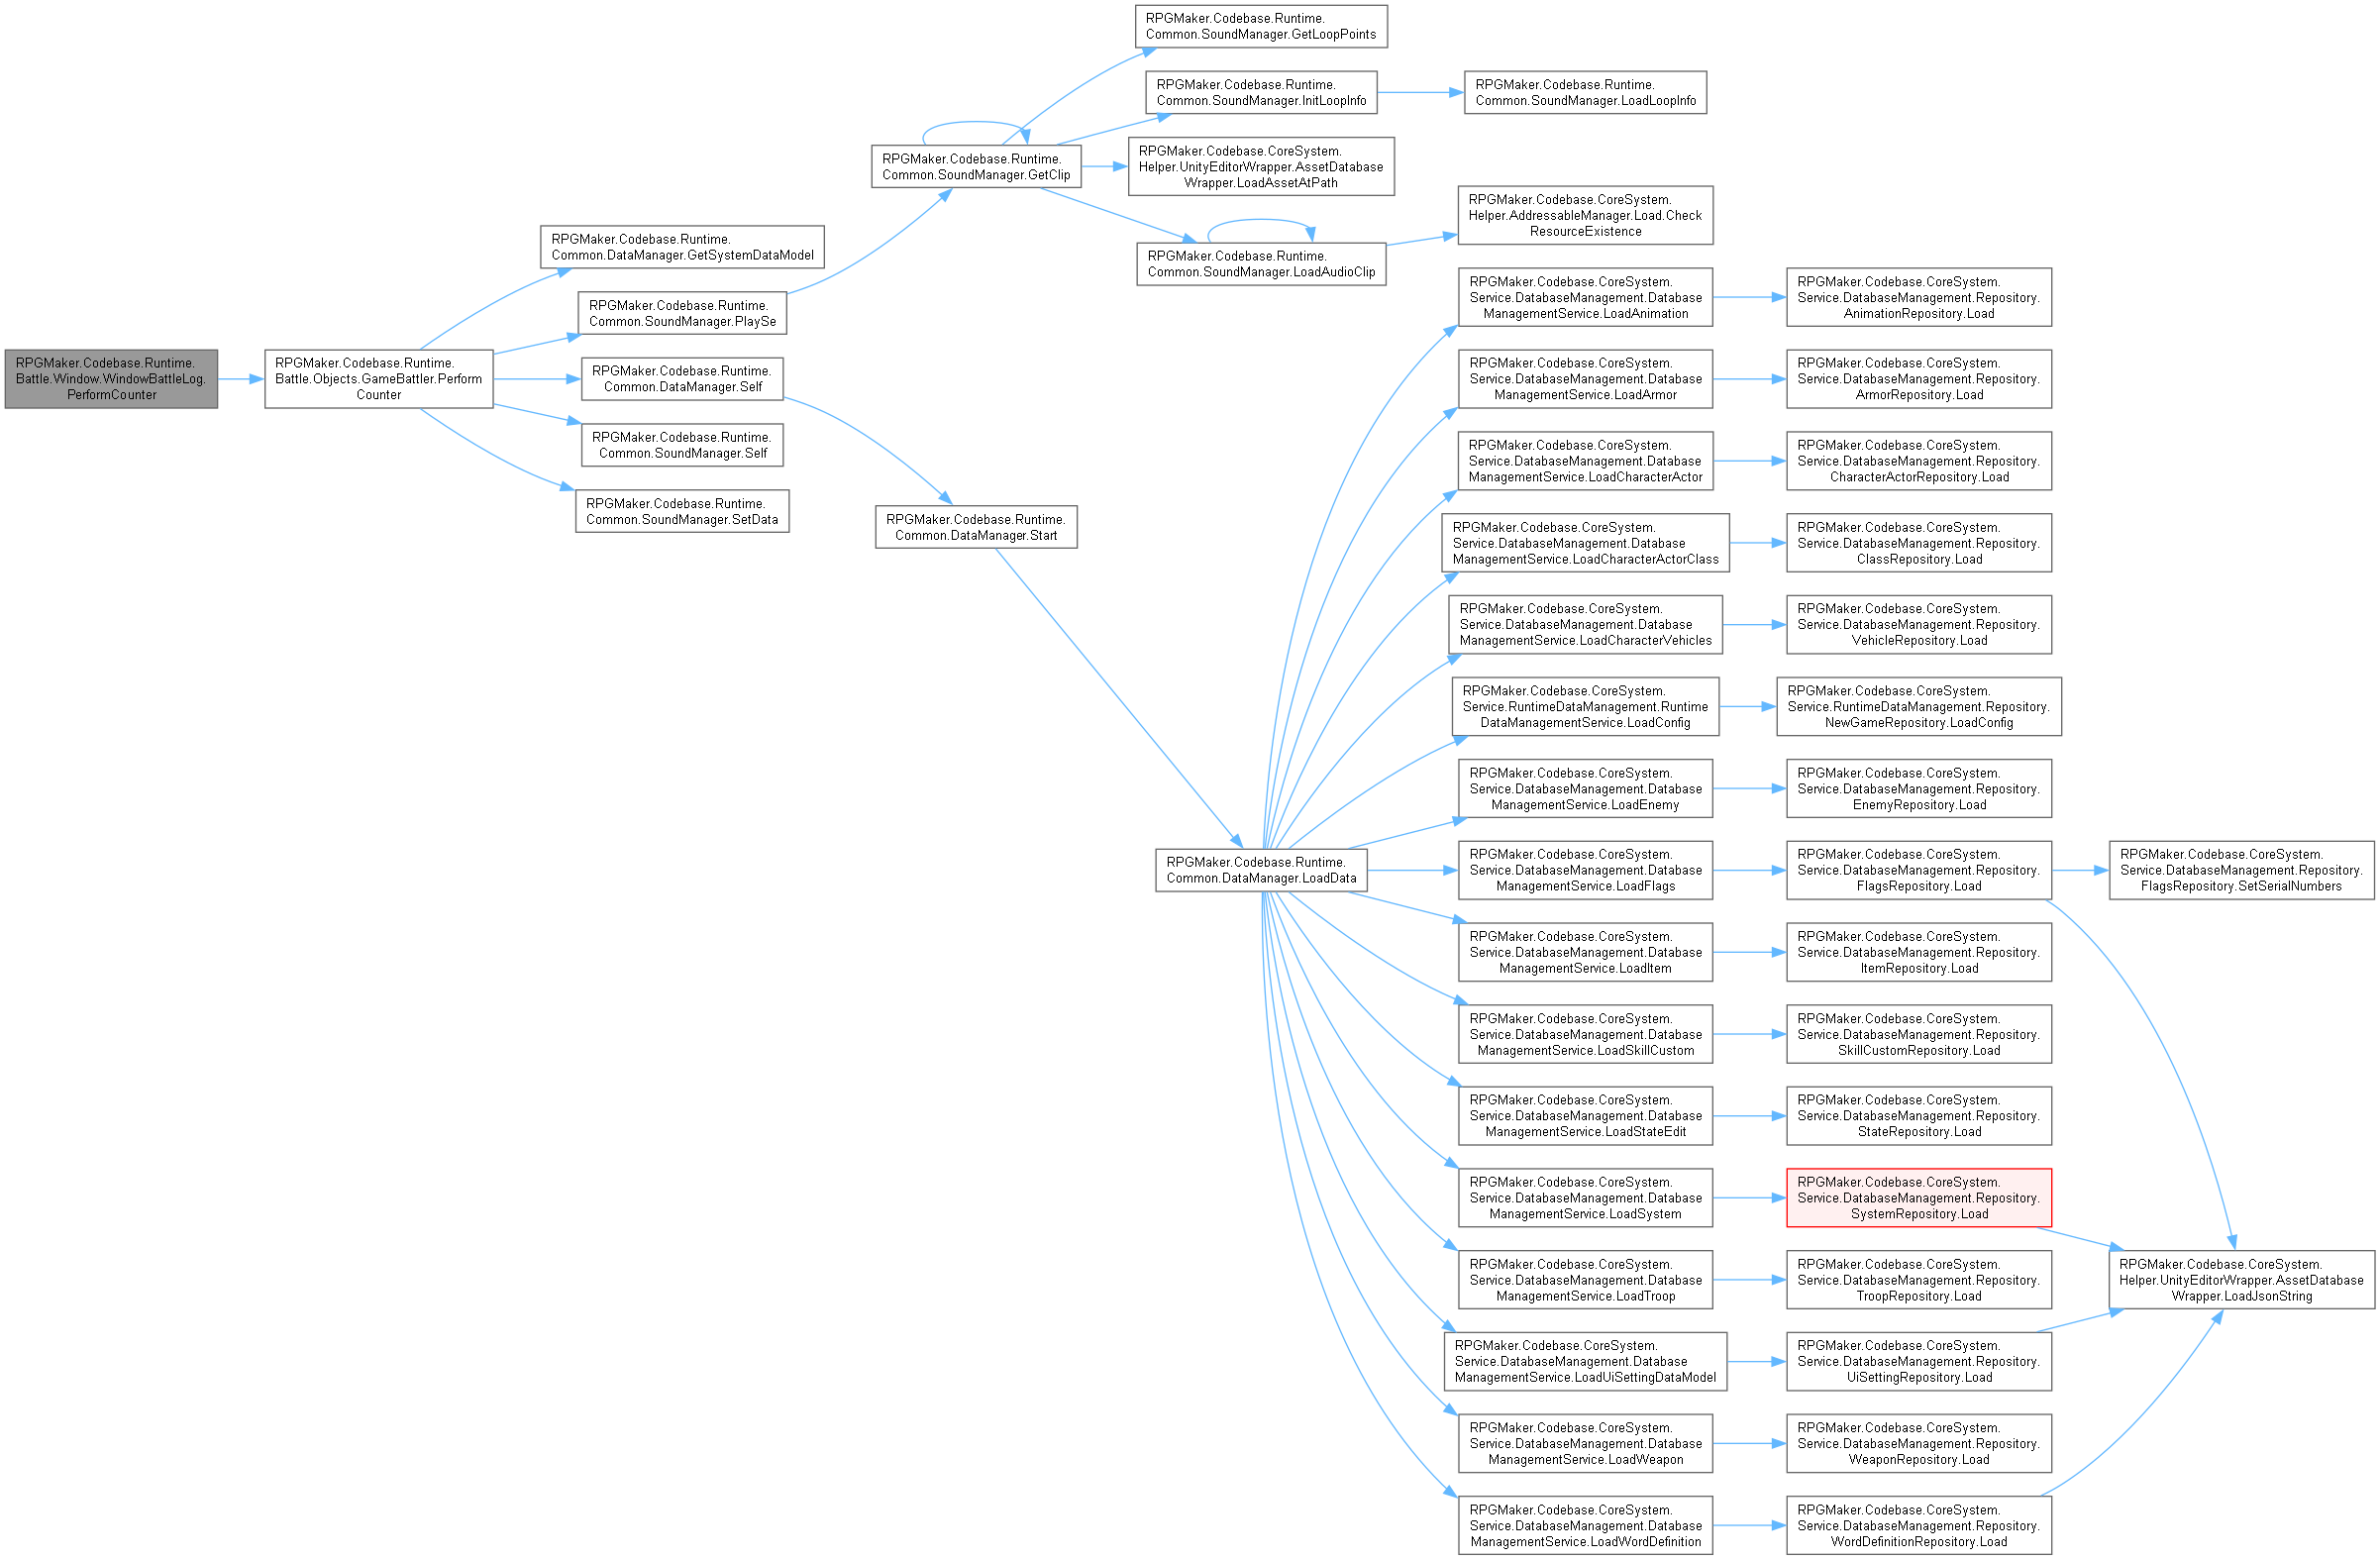 RPGMaker.Codebase.Runtime.
Battle.Window.WindowBattleLog.
PerformCounter
RPGMaker.Codebase.Runtime.
Battle.Objects.GameBattler.Perform
Counter
RPGMaker.Codebase.Runtime.
Common.DataManager.GetSystemDataModel
RPGMaker.Codebase.Runtime.
Common.SoundManager.PlaySe
RPGMaker.Codebase.Runtime.
Common.DataManager.Self
RPGMaker.Codebase.Runtime.
Common.SoundManager.Self
RPGMaker.Codebase.Runtime.
Common.SoundManager.SetData
RPGMaker.Codebase.Runtime.
Common.SoundManager.GetClip
RPGMaker.Codebase.Runtime.
Common.DataManager.Start
RPGMaker.Codebase.Runtime.
Common.SoundManager.GetLoopPoints
RPGMaker.Codebase.Runtime.
Common.SoundManager.InitLoopInfo
RPGMaker.Codebase.Runtime.
Common.SoundManager.LoadLoopInfo
RPGMaker.Codebase.CoreSystem.
Helper.UnityEditorWrapper.AssetDatabase
Wrapper.LoadAssetAtPath
RPGMaker.Codebase.Runtime.
Common.SoundManager.LoadAudioClip
RPGMaker.Codebase.CoreSystem.
Helper.AddressableManager.Load.Check
ResourceExistence
RPGMaker.Codebase.Runtime.
Common.DataManager.LoadData
RPGMaker.Codebase.CoreSystem.
Service.DatabaseManagement.Database
ManagementService.LoadAnimation
RPGMaker.Codebase.CoreSystem.
Service.DatabaseManagement.Repository.
AnimationRepository.Load
RPGMaker.Codebase.CoreSystem.
Service.DatabaseManagement.Database
ManagementService.LoadArmor
RPGMaker.Codebase.CoreSystem.
Service.DatabaseManagement.Repository.
ArmorRepository.Load
RPGMaker.Codebase.CoreSystem.
Service.DatabaseManagement.Database
ManagementService.LoadCharacterActor
RPGMaker.Codebase.CoreSystem.
Service.DatabaseManagement.Repository.
CharacterActorRepository.Load
RPGMaker.Codebase.CoreSystem.
Service.DatabaseManagement.Database
ManagementService.LoadCharacterActorClass
RPGMaker.Codebase.CoreSystem.
Service.DatabaseManagement.Repository.
ClassRepository.Load
RPGMaker.Codebase.CoreSystem.
Service.DatabaseManagement.Database
ManagementService.LoadCharacterVehicles
RPGMaker.Codebase.CoreSystem.
Service.DatabaseManagement.Repository.
VehicleRepository.Load
RPGMaker.Codebase.CoreSystem.
Service.RuntimeDataManagement.Runtime
DataManagementService.LoadConfig
RPGMaker.Codebase.CoreSystem.
Service.RuntimeDataManagement.Repository.
NewGameRepository.LoadConfig
RPGMaker.Codebase.CoreSystem.
Service.DatabaseManagement.Database
ManagementService.LoadEnemy
RPGMaker.Codebase.CoreSystem.
Service.DatabaseManagement.Repository.
EnemyRepository.Load
RPGMaker.Codebase.CoreSystem.
Service.DatabaseManagement.Database
ManagementService.LoadFlags
RPGMaker.Codebase.CoreSystem.
Service.DatabaseManagement.Repository.
FlagsRepository.Load
RPGMaker.Codebase.CoreSystem.
Service.DatabaseManagement.Repository.
FlagsRepository.SetSerialNumbers
RPGMaker.Codebase.CoreSystem.
Service.DatabaseManagement.Database
ManagementService.LoadItem
RPGMaker.Codebase.CoreSystem.
Service.DatabaseManagement.Repository.
ItemRepository.Load
RPGMaker.Codebase.CoreSystem.
Service.DatabaseManagement.Database
ManagementService.LoadSkillCustom
RPGMaker.Codebase.CoreSystem.
Service.DatabaseManagement.Repository.
SkillCustomRepository.Load
RPGMaker.Codebase.CoreSystem.
Service.DatabaseManagement.Database
ManagementService.LoadStateEdit
RPGMaker.Codebase.CoreSystem.
Service.DatabaseManagement.Repository.
StateRepository.Load
RPGMaker.Codebase.CoreSystem.
Service.DatabaseManagement.Database
ManagementService.LoadSystem
RPGMaker.Codebase.CoreSystem.
Service.DatabaseManagement.Repository.
SystemRepository.Load
RPGMaker.Codebase.CoreSystem.
Service.DatabaseManagement.Database
ManagementService.LoadTroop
RPGMaker.Codebase.CoreSystem.
Service.DatabaseManagement.Repository.
TroopRepository.Load
RPGMaker.Codebase.CoreSystem.
Helper.UnityEditorWrapper.AssetDatabase
Wrapper.LoadJsonString
RPGMaker.Codebase.CoreSystem.
Service.DatabaseManagement.Database
ManagementService.LoadUiSettingDataModel
RPGMaker.Codebase.CoreSystem.
Service.DatabaseManagement.Repository.
UiSettingRepository.Load
RPGMaker.Codebase.CoreSystem.
Service.DatabaseManagement.Database
ManagementService.LoadWeapon
RPGMaker.Codebase.CoreSystem.
Service.DatabaseManagement.Repository.
WeaponRepository.Load
RPGMaker.Codebase.CoreSystem.
Service.DatabaseManagement.Database
ManagementService.LoadWordDefinition
RPGMaker.Codebase.CoreSystem.
Service.DatabaseManagement.Repository.
WordDefinitionRepository.Load